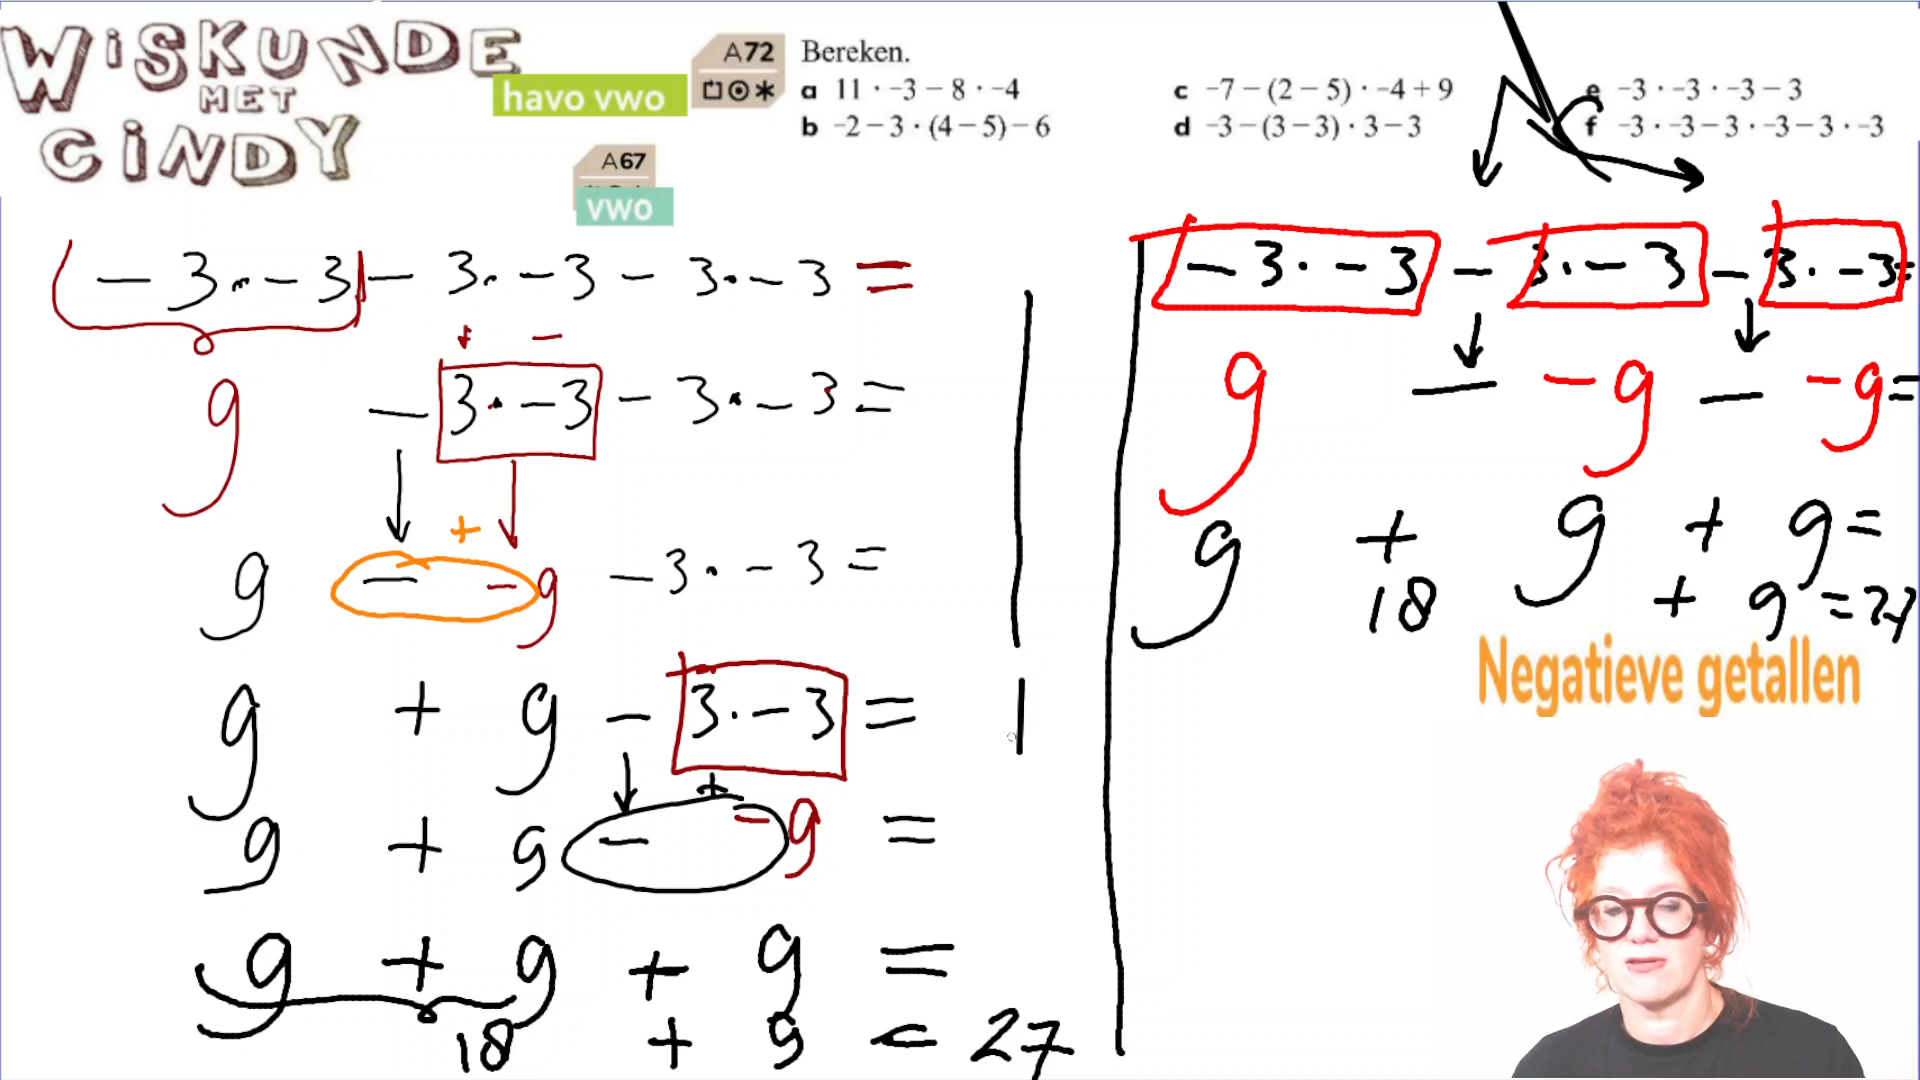 WiSKUNDE
MET
CiNDY
havo vwo
A67
vwo
A72 Bereken.
a 11 · -3 – 8 · -4
b -2 – 3 · (4 – 5) – 6
c -7 – (2 – 5) · -4 + 9
d -3 – (3 – 3) · 3 – 3
e -3 · -3 · -3 – 3
f -3 · -3 – 3 · -3 – 3 · -3
– 3 · – 3 – 3 · – 3 – 3 · – 3 =
+ –
9 – 3 · – 3 – 3 · – 3 =
+
9 – – 9 – 3 · – 3 =
9 + 9 – 3 · – 3 =
+
9 + 9 – – 9 =
9 + 9 + 9 =
18 + 9 = 27
– 3 · – 3 – 3 · – 3 – 3 · – 3 =
9 – – 9 – – 9 =
9 + 9 + 9 =
18 + 9 = 27
Negatieve getallen